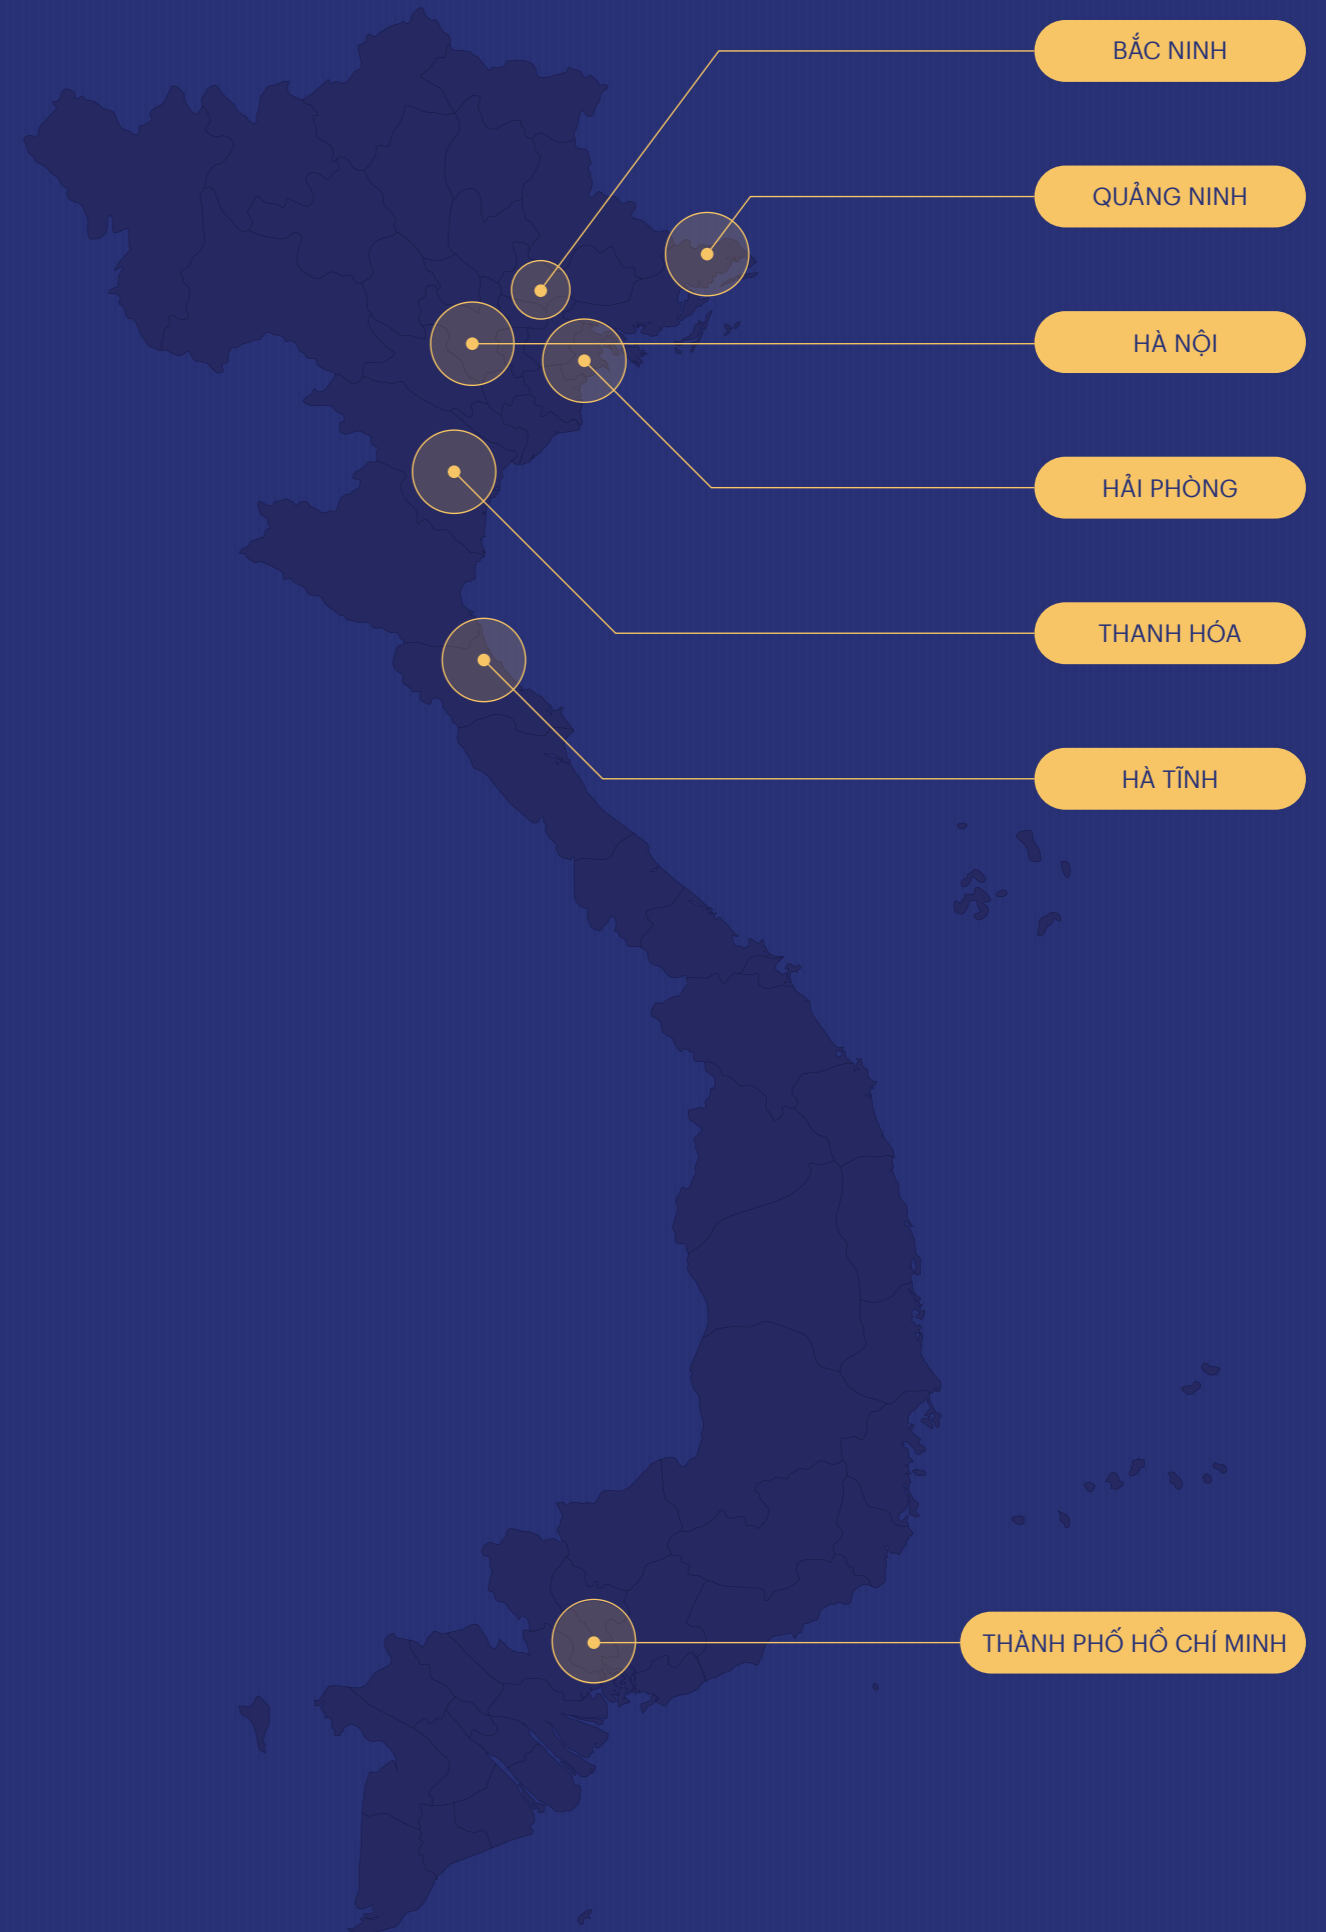 BẮC NINH
QUẢNG NINH
HÀ NỘI
HẢI PHÒNG
THANH HÓA
HÀ TĨNH
THÀNH PHỐ HỒ CHÍ MINH